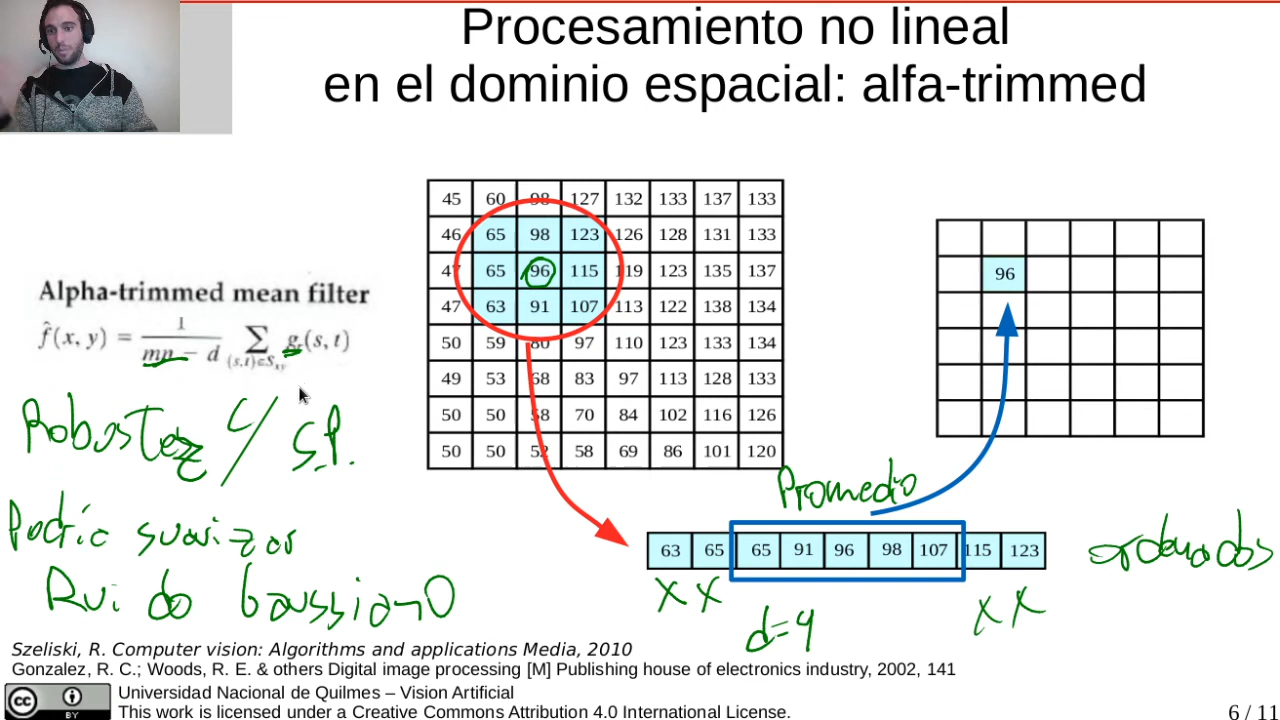 Procesamiento no lineal
en el dominio espacial: alfa-trimmed
45 60 98 127 132 133 137 133
46 65 98 123 126 128 131 133
47 65 96 115 119 123 135 137
47 63 91 107 113 122 138 134
50 59 80 97 110 123 133 134
49 53 68 83 97 113 128 133
50 50 58 70 84 102 116 126
50 50 52 58 69 86 101 120
96
Alpha-trimmed mean filter
f̂(x, y) = 1/(mn − d) ∑(s,t)∈Sxy gr(s, t)
Robustez c/ s.p.
Podric suavizar
Ruido Gaussiano
Promedio
63 65 65 91 96 98 107 115 123
ordenados
X X
X X
d=4
Szeliski, R. Computer vision: Algorithms and applications Media, 2010
Gonzalez, R. C.; Woods, R. E. & others Digital image processing [M] Publishing house of electronics industry, 2002, 141
cc BY
Universidad Nacional de Quilmes – Vision Artificial
This work is licensed under a Creative Commons Attribution 4.0 International License.
6 / 11